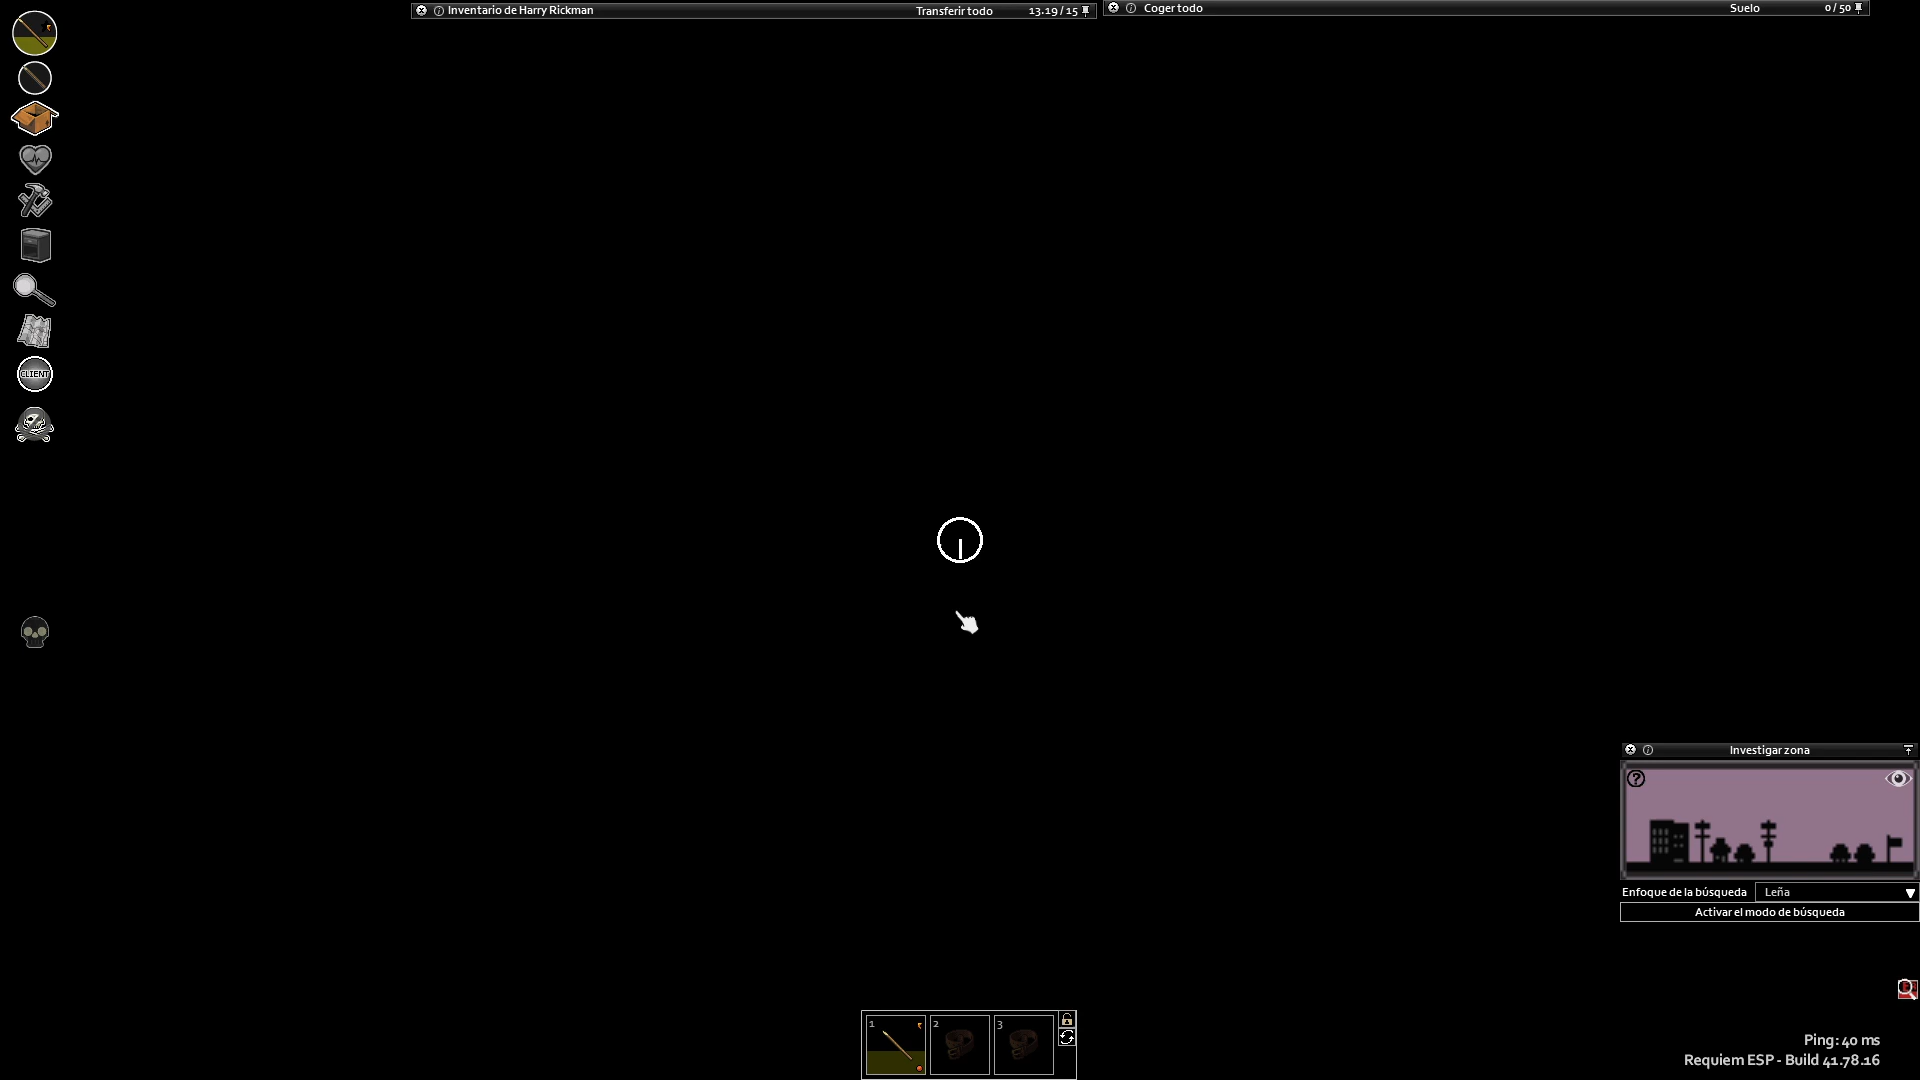 Inventario de Harry Rickman Transferir todo 13.19 / 15
Coger todo Suelo 0 / 50
CLIENT
Investigar zona
?
Enfoque de la búsqueda Leña
Activar el modo de búsqueda
1 2 3
Ping: 40 ms
Requiem ESP - Build 41.78.16